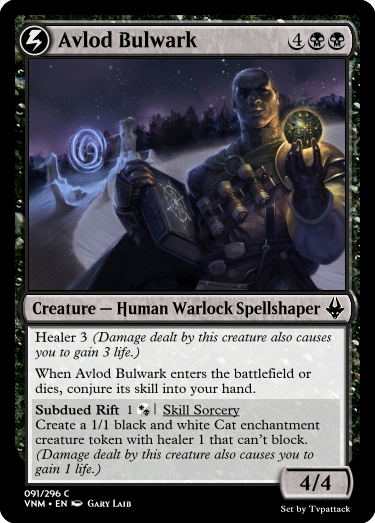 Avlod Bulwark 4
Creature — Human Warlock Spellshaper
Healer 3 (Damage dealt by this creature also causes
you to gain 3 life.)
When Avlod Bulwark enters the battlefield or
dies, conjure its skill into your hand.
Subdued Rift 1 | Skill Sorcery
Create a 1/1 black and white Cat enchantment
creature token with healer 1 that can't block.
(Damage dealt by this creature also causes you to
gain 1 life.)
4/4
091/296 C
VNM • EN Gary Laib
Set by Tvpattack